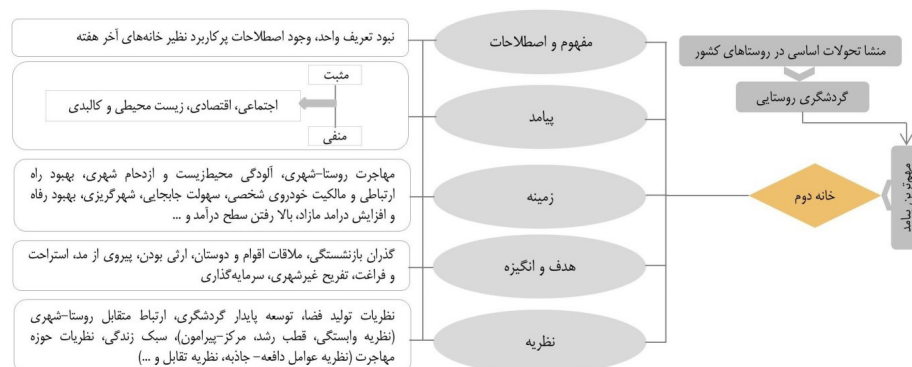 منشا تحولات اساسی در روستاهای کشور
گردشگری روستایی
مهم‌ترین پیامد
خانه دوم
مفهوم و اصطلاحات
نبود تعریف واحد، وجود اصطلاحات پرکاربرد نظیر خانه‌های آخر هفته
پیامد
مثبت
اجتماعی، اقتصادی، زیست محیطی و کالبدی
منفی
زمینه
مهاجرت روستا-شهری، آلودگی محیط‌زیست و ازدحام شهری، بهبود راه
ارتباطی و مالکیت خودروی شخصی، سهولت جابجایی، شهرگریزی، بهبود رفاه
و افزایش درامد مازاد، بالا رفتن سطح درآمد و ...
هدف و انگیزه
گذران بازنشستگی، ملاقات اقوام و دوستان، ارثی بودن، پیروی از مد، استراحت
و فراغت، تفریح غیرشهری، سرمایه‌گذاری
نظریه
نظریات تولید فضا، توسعه پایدار گردشگری، ارتباط متقابل روستا-شهری
(نظریه وابستگی، قطب رشد، مرکز-پیرامون)، سبک زندگی، نظریات حوزه
مهاجرت (نظریه عوامل دافعه- جاذبه، نظریه تقابل و ...)